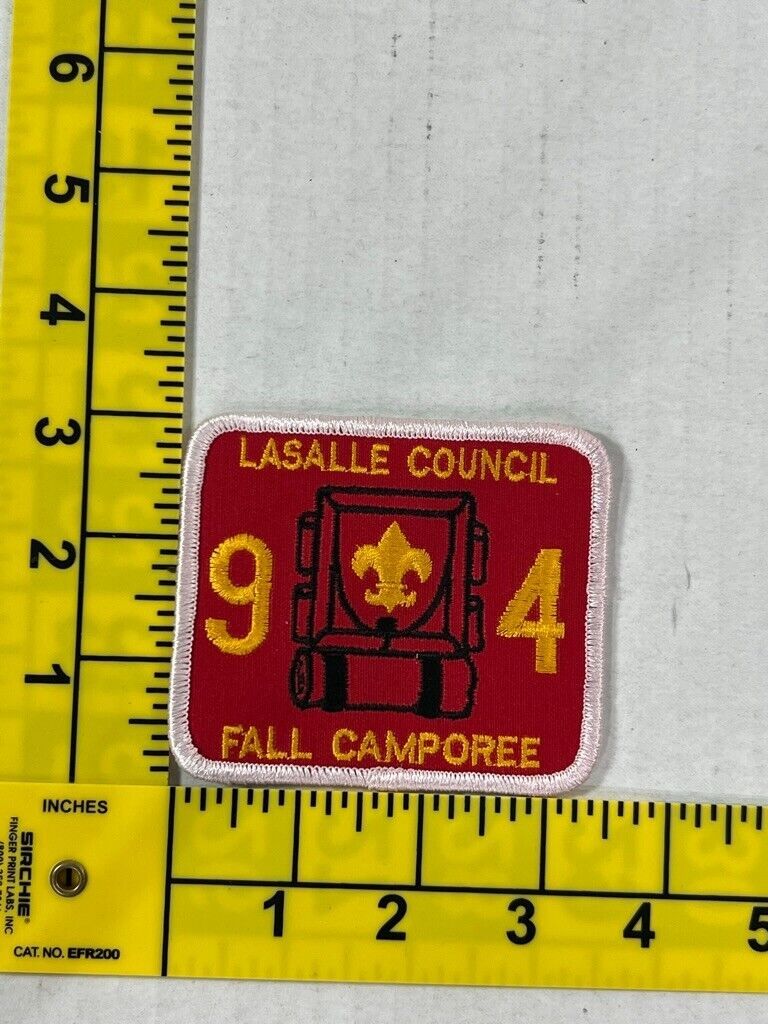 6
5
4
3
2
1
LASALLE COUNCIL
9 4
FALL CAMPOREE
INCHES
SIRCHIE®
FINGER PRINT LABS, INC
CAT. NO. EFR200
1 2 3 4 5